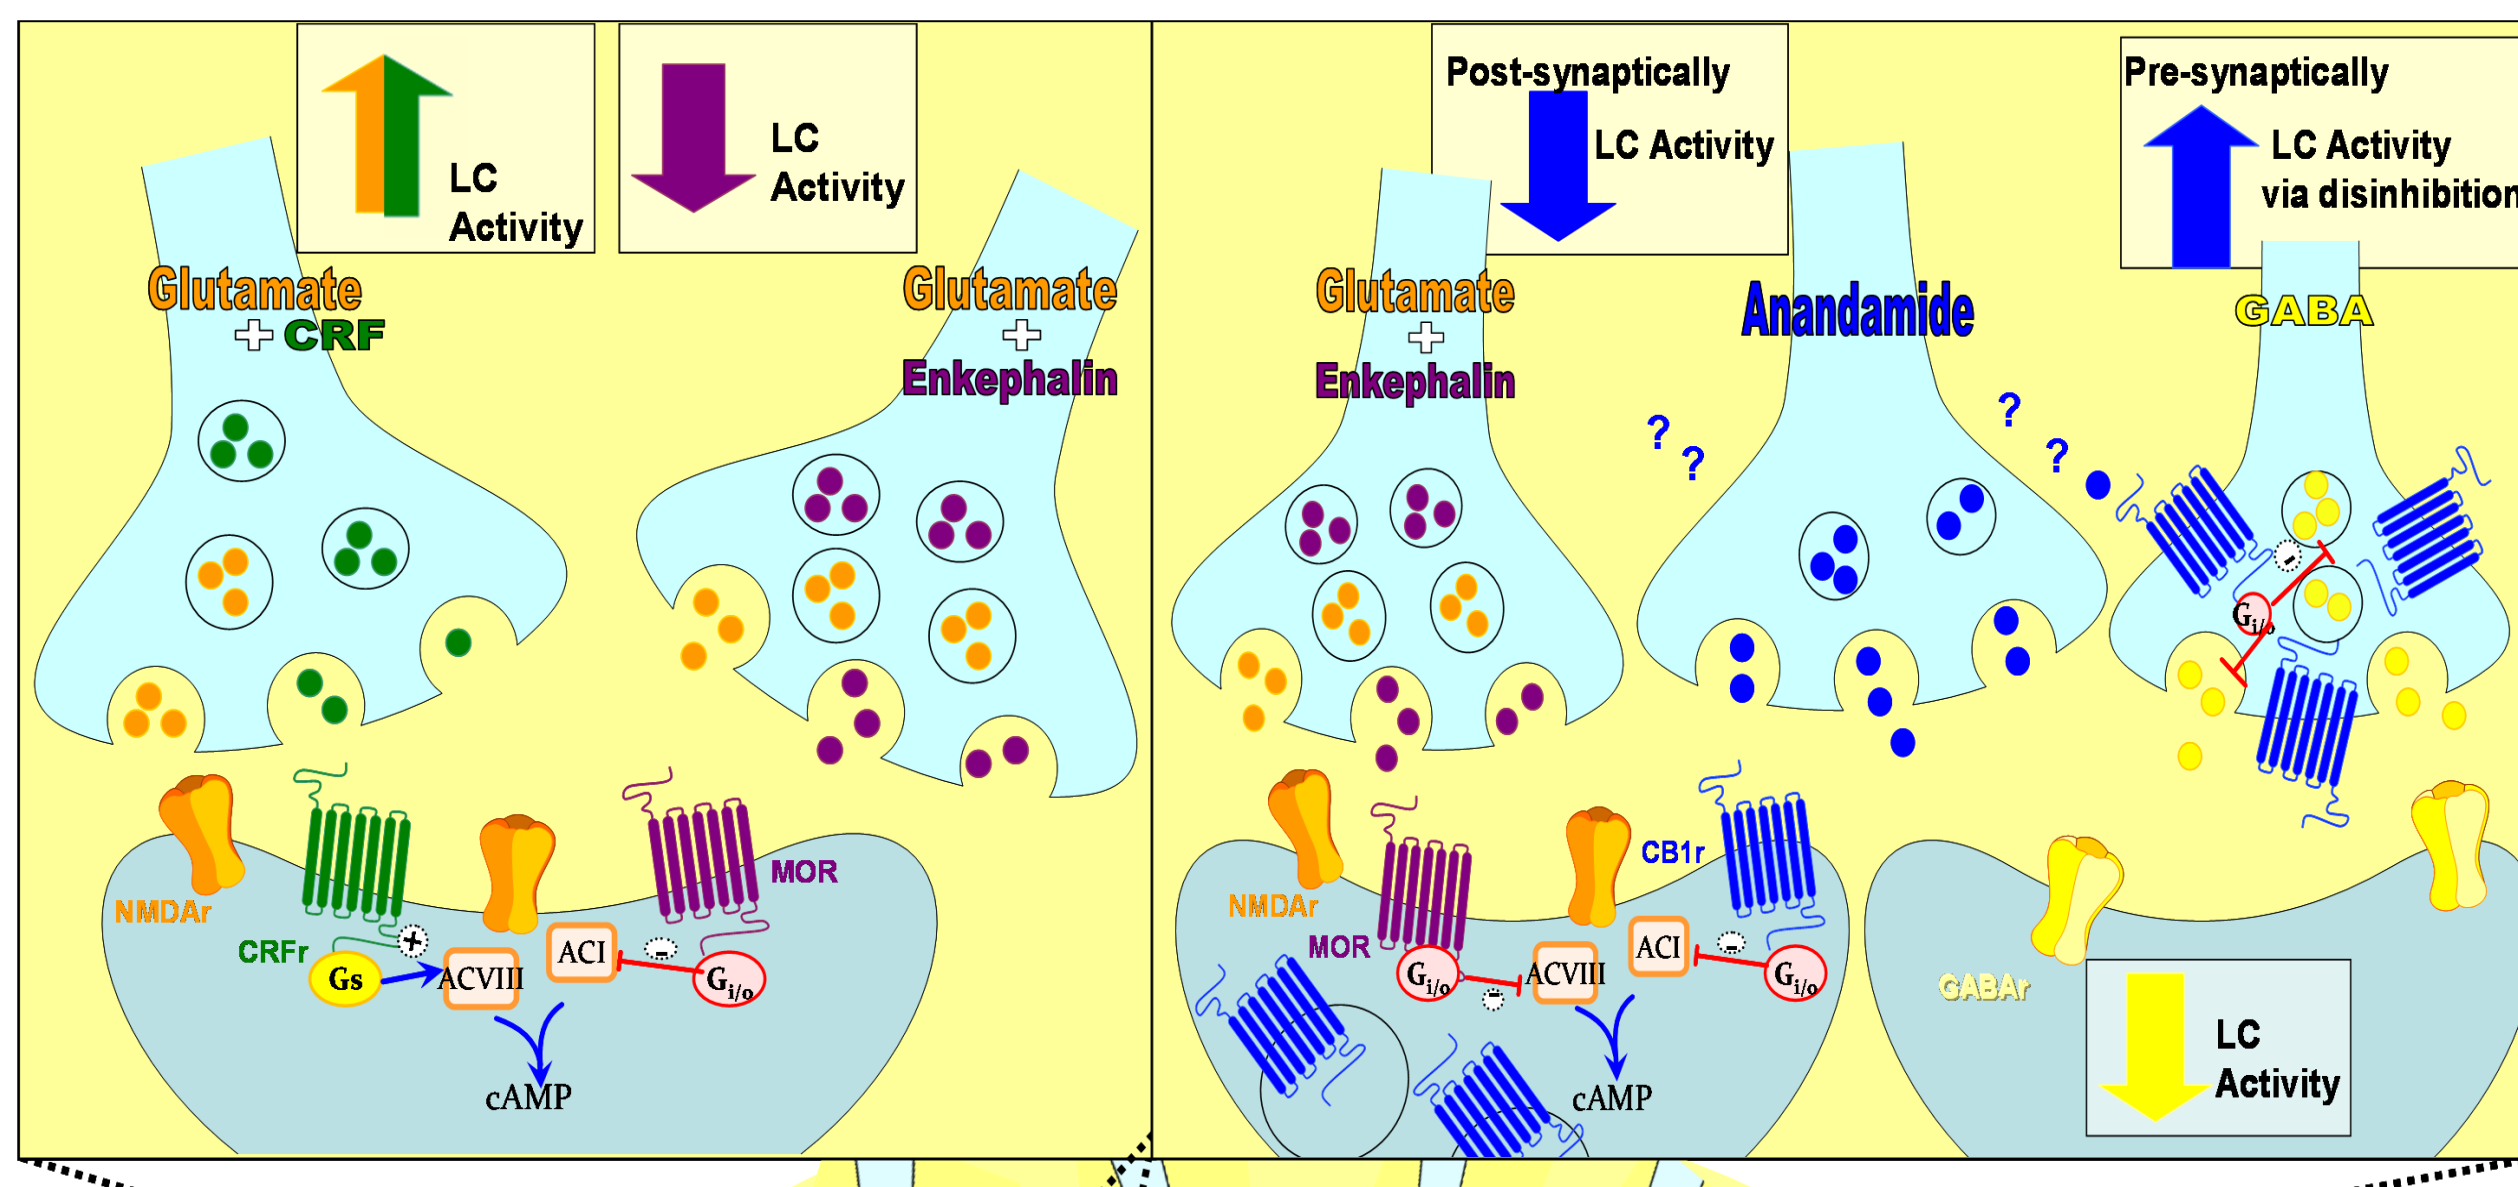 LC
Activity
LC
Activity
Glutamate
+ CRF
Glutamate
+
Enkephalin
NMDAr
CRFr
+
Gs
ACVIII
ACI
-
Gi/o
MOR
cAMP
Post-synaptically
LC Activity
Pre-synaptically
LC Activity
via disinhibition
Glutamate
+
Enkephalin
Anandamide
GABA
?
?
?
?
-
Gi/o
NMDAr
MOR
Gi/o
-
ACVIII
ACI
-
Gi/o
CB1r
cAMP
GABAr
LC
Activity